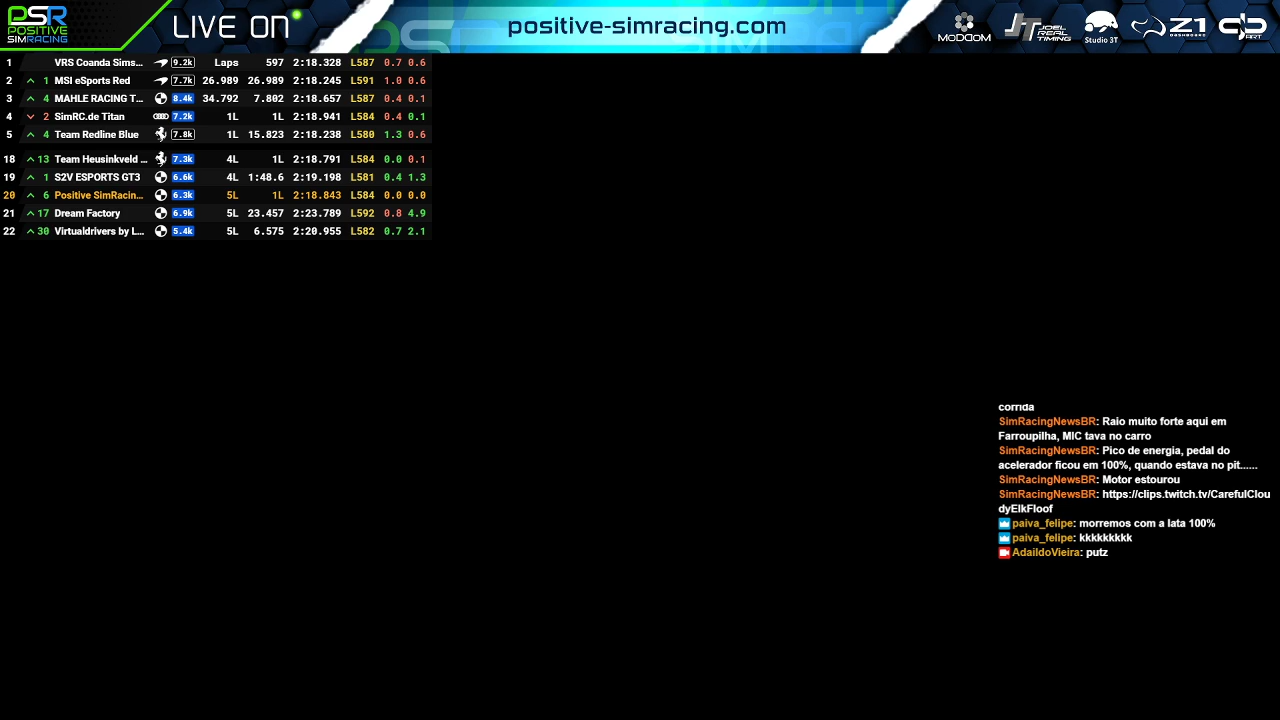 PSR
POSITIVE
SIMRACING
LIVE ON
positive-simracing.com
MODDOM
JT JOEL REAL TIMING
Studio 3T
Z1 DASHBOARD
ART
1 VRS Coanda Sims... 9.2k Laps 597 2:18.328 L587 0.7 0.6
2 1 MSI eSports Red 7.7k 26.989 26.989 2:18.245 L591 1.0 0.6
3 4 MAHLE RACING T... 8.4k 34.792 7.802 2:18.657 L587 0.4 0.1
4 2 SimRC.de Titan 7.2k 1L 1L 2:18.941 L584 0.4 0.1
5 4 Team Redline Blue 7.8k 1L 15.823 2:18.238 L580 1.3 0.6
18 13 Team Heusinkveld ... 7.3k 4L 1L 2:18.791 L584 0.0 0.1
19 1 S2V ESPORTS GT3 6.6k 4L 1:48.6 2:19.198 L581 0.4 1.3
20 6 Positive SimRacin... 6.3k 5L 1L 2:18.843 L584 0.0 0.0
21 17 Dream Factory 6.9k 5L 23.457 2:23.789 L592 0.8 4.9
22 30 Virtualdrivers by L... 5.4k 5L 6.575 2:20.955 L582 0.7 2.1
corrida
SimRacingNewsBR: Raio muito forte aqui em
Farroupilha, MIC tava no carro
SimRacingNewsBR: Pico de energia, pedal do
acelerador ficou em 100%, quando estava no pit......
SimRacingNewsBR: Motor estourou
SimRacingNewsBR: https://clips.twitch.tv/CarefulClou
dyElkFloof
paiva_felipe: morremos com a lata 100%
paiva_felipe: kkkkkkkkk
AdaildoVieira: putz